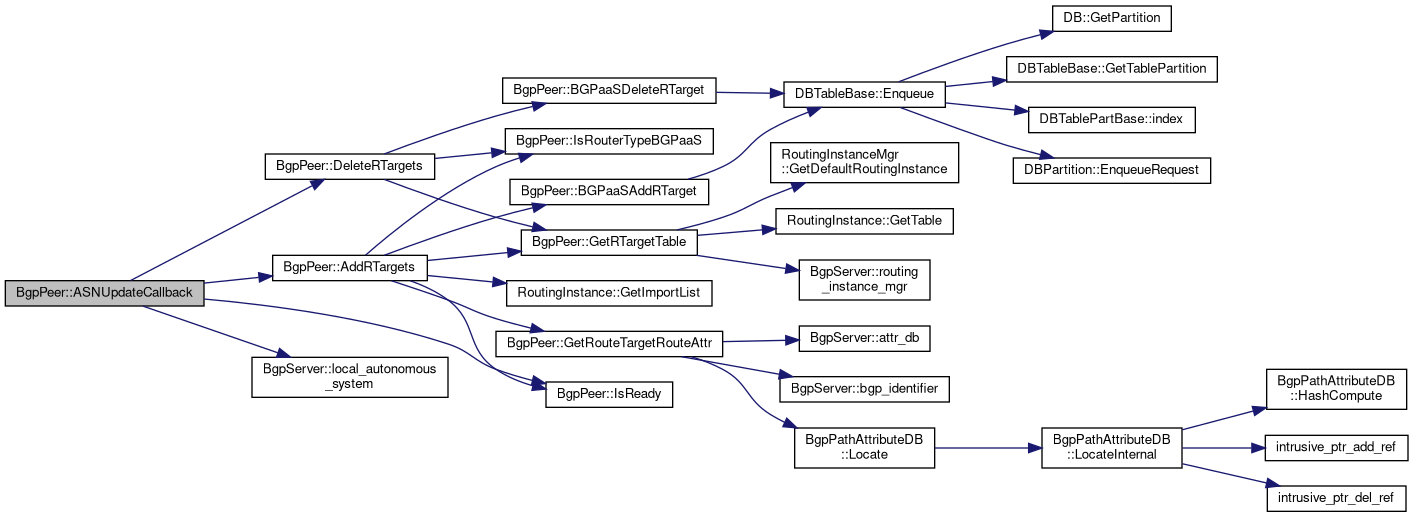 BgpPeer::ASNUpdateCallback
BgpPeer::DeleteRTargets
BgpPeer::AddRTargets
BgpServer::local_autonomous
_system
BgpPeer::BGPaaSDeleteRTarget
BgpPeer::IsRouterTypeBGPaaS
BgpPeer::BGPaaSAddRTarget
BgpPeer::GetRTargetTable
RoutingInstance::GetImportList
BgpPeer::GetRouteTargetRouteAttr
BgpPeer::IsReady
DBTableBase::Enqueue
RoutingInstanceMgr
::GetDefaultRoutingInstance
RoutingInstance::GetTable
BgpServer::routing
_instance_mgr
BgpServer::attr_db
BgpServer::bgp_identifier
BgpPathAttributeDB
::Locate
DB::GetPartition
DBTableBase::GetTablePartition
DBTablePartBase::index
DBPartition::EnqueueRequest
BgpPathAttributeDB
::LocateInternal
BgpPathAttributeDB
::HashCompute
intrusive_ptr_add_ref
intrusive_ptr_del_ref